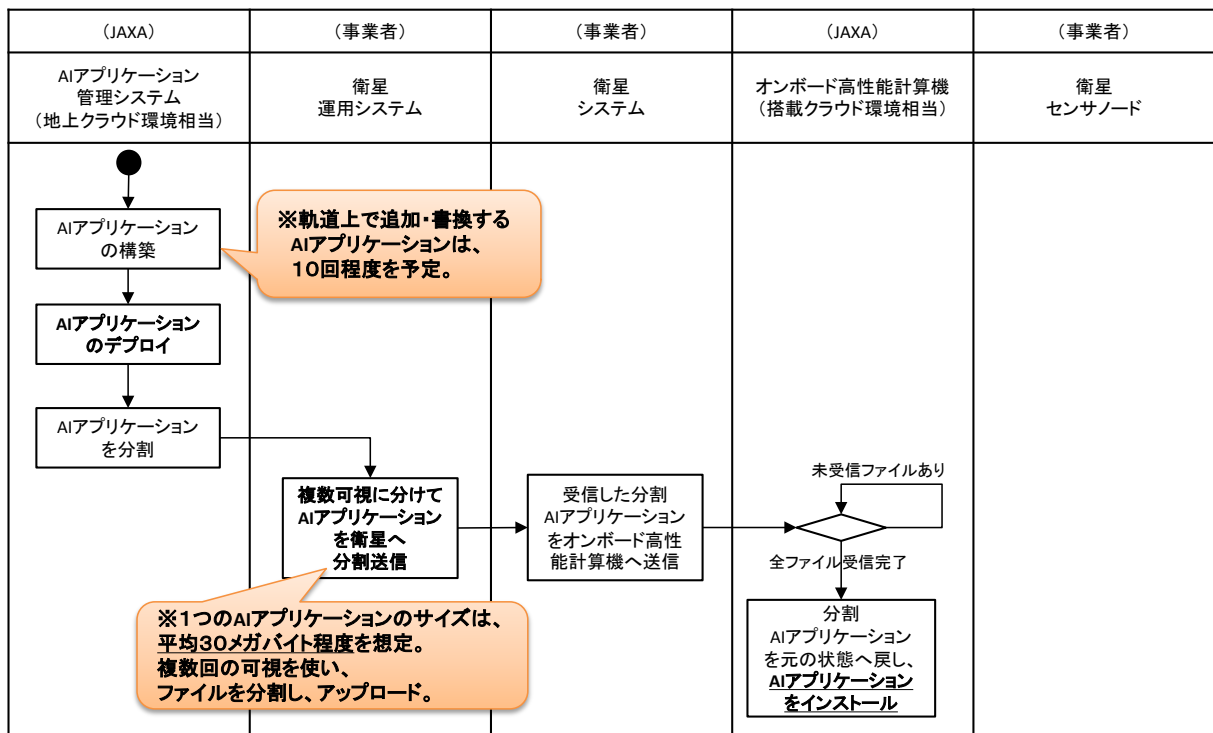 （JAXA）
（事業者）
（事業者）
（JAXA）
（事業者）
AIアプリケーション
管理システム
（地上クラウド環境相当）
衛星
運用システム
衛星
システム
オンボード高性能計算機
（搭載クラウド環境相当）
衛星
センサノード
AIアプリケーション
の構築
※軌道上で追加・書換する
AIアプリケーションは、
１０回程度を予定。
AIアプリケーション
のデプロイ
AIアプリケーション
を分割
複数可視に分けて
AIアプリケーション
を衛星へ
分割送信
受信した分割
AIアプリケーション
をオンボード高性
能計算機へ送信
未受信ファイルあり
全ファイル受信完了
※１つのAIアプリケーションのサイズは、
平均３０メガバイト程度を想定。
複数回の可視を使い、
ファイルを分割し、アップロード。
分割
AIアプリケーション
を元の状態へ戻し、
AIアプリケーション
をインストール